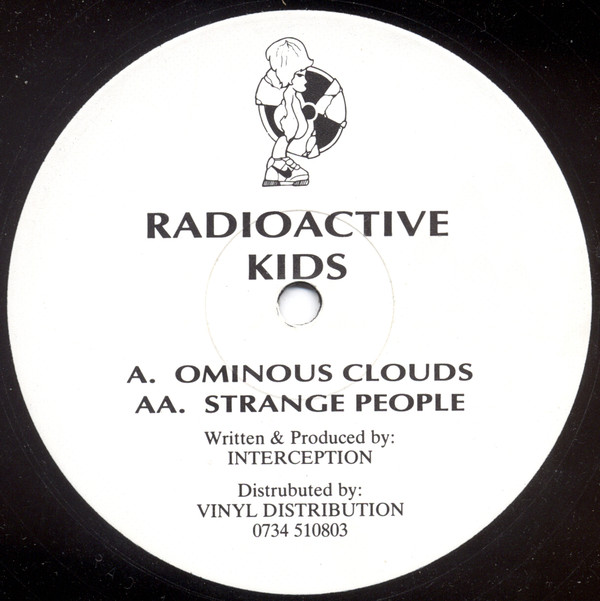 RADIOACTIVE
KIDS
A. OMINOUS CLOUDS
AA. STRANGE PEOPLE
Written & Produced by:
INTERCEPTION
Distrubuted by:
VINYL DISTRIBUTION
0734 510803